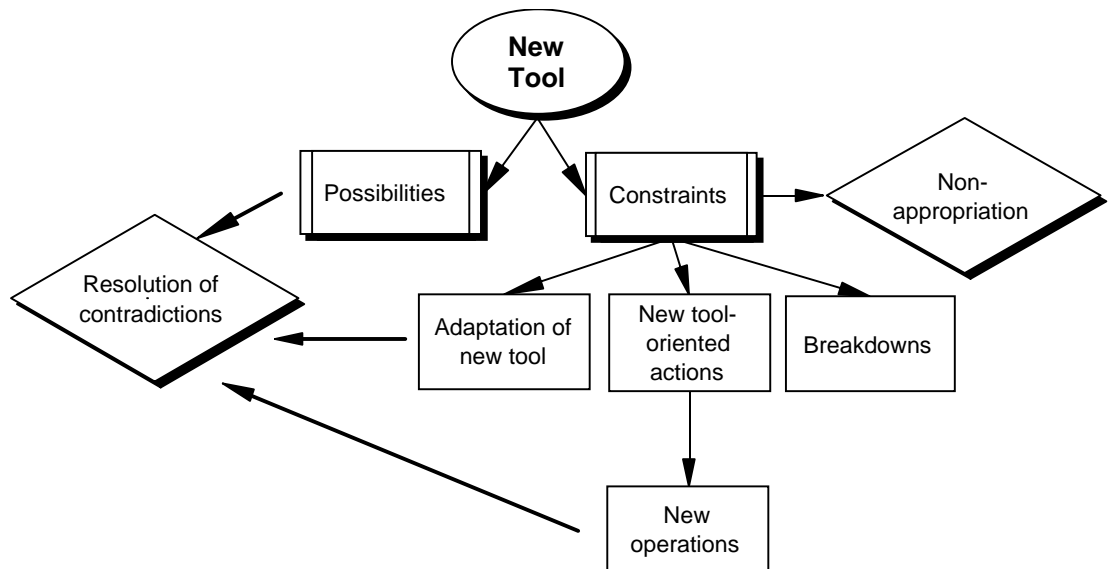 New
Tool
Possibilities
Constraints
Non-
appropriation
Resolution of
contradictions
Adaptation of
new tool
New tool-
oriented
actions
Breakdowns
New
operations